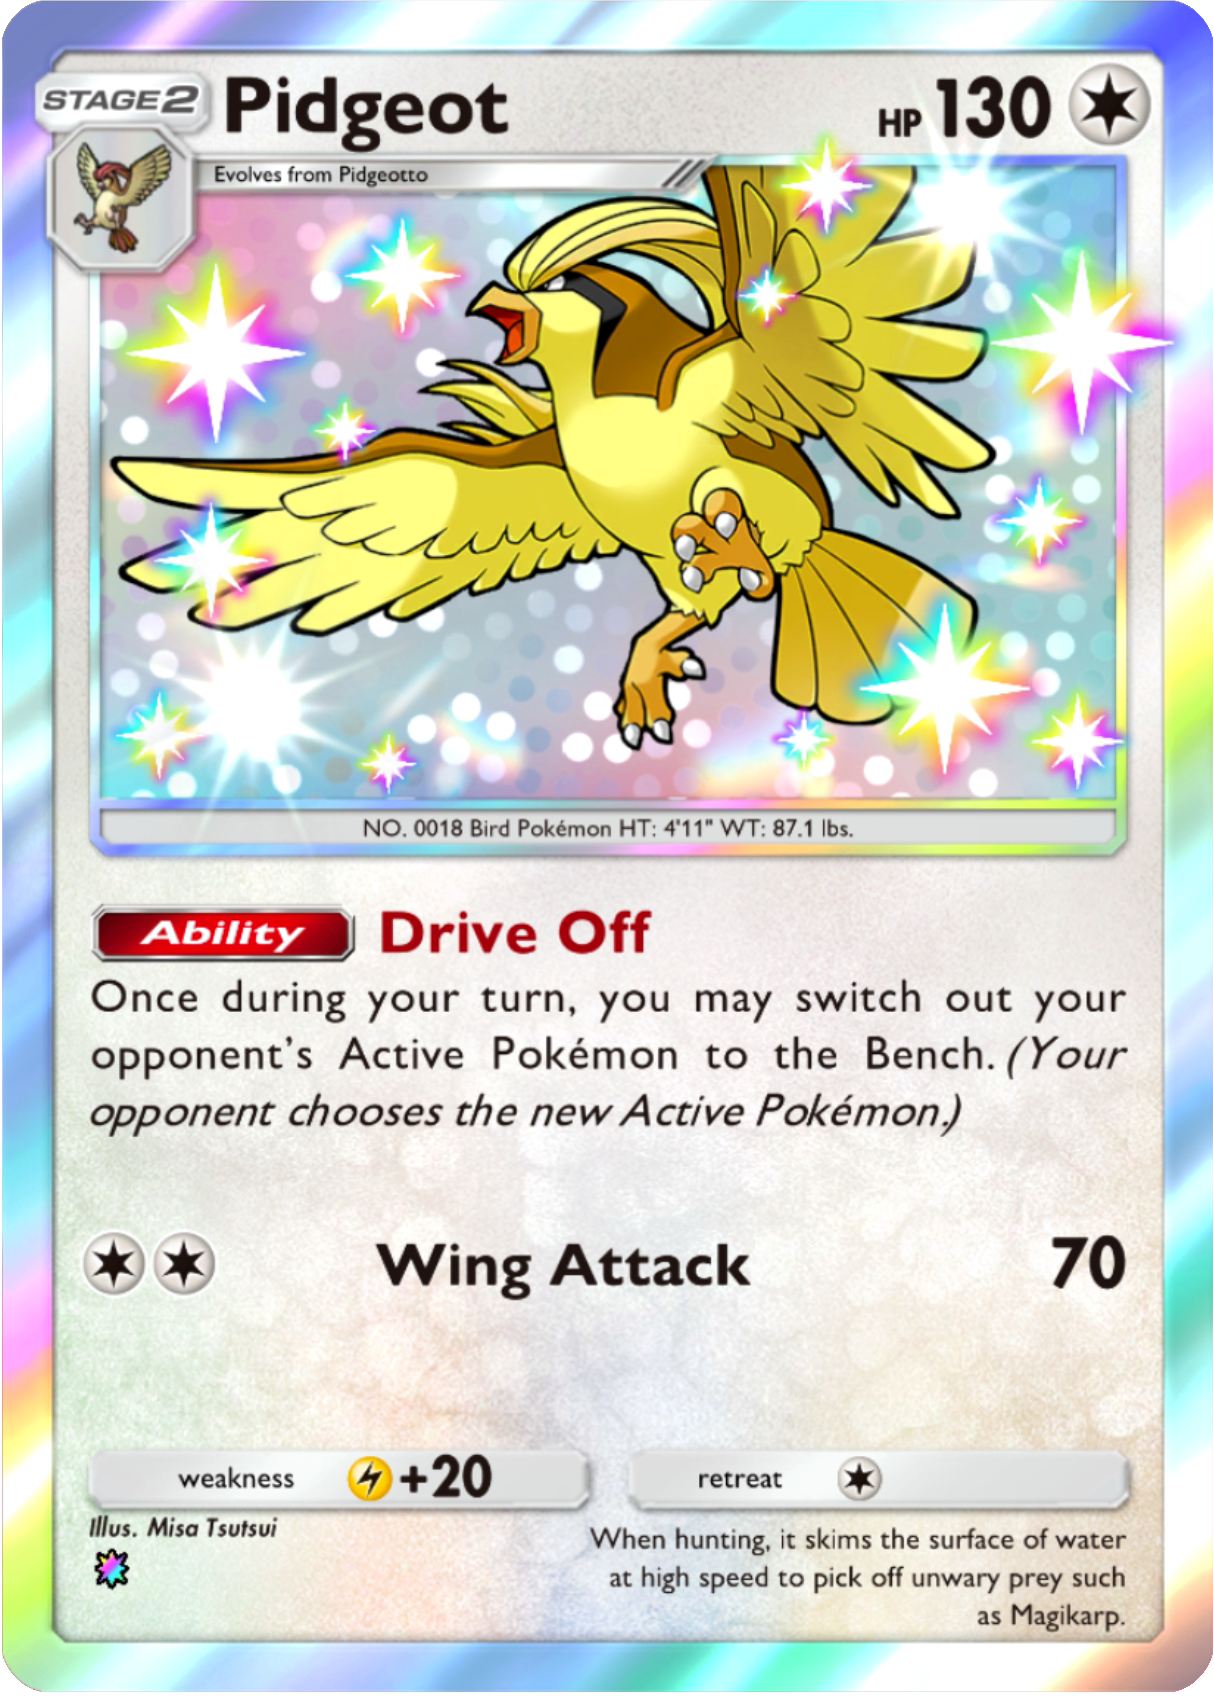 STAGE2 Pidgeot HP 130
Evolves from Pidgeotto
NO. 0018 Bird Pokémon HT: 4'11" WT: 87.1 lbs.
Ability Drive Off
Once during your turn, you may switch out your
opponent's Active Pokémon to the Bench. (Your
opponent chooses the new Active Pokémon.)
Wing Attack 70
weakness +20 retreat
Illus. Misa Tsutsui
When hunting, it skims the surface of water
at high speed to pick off unwary prey such
as Magikarp.